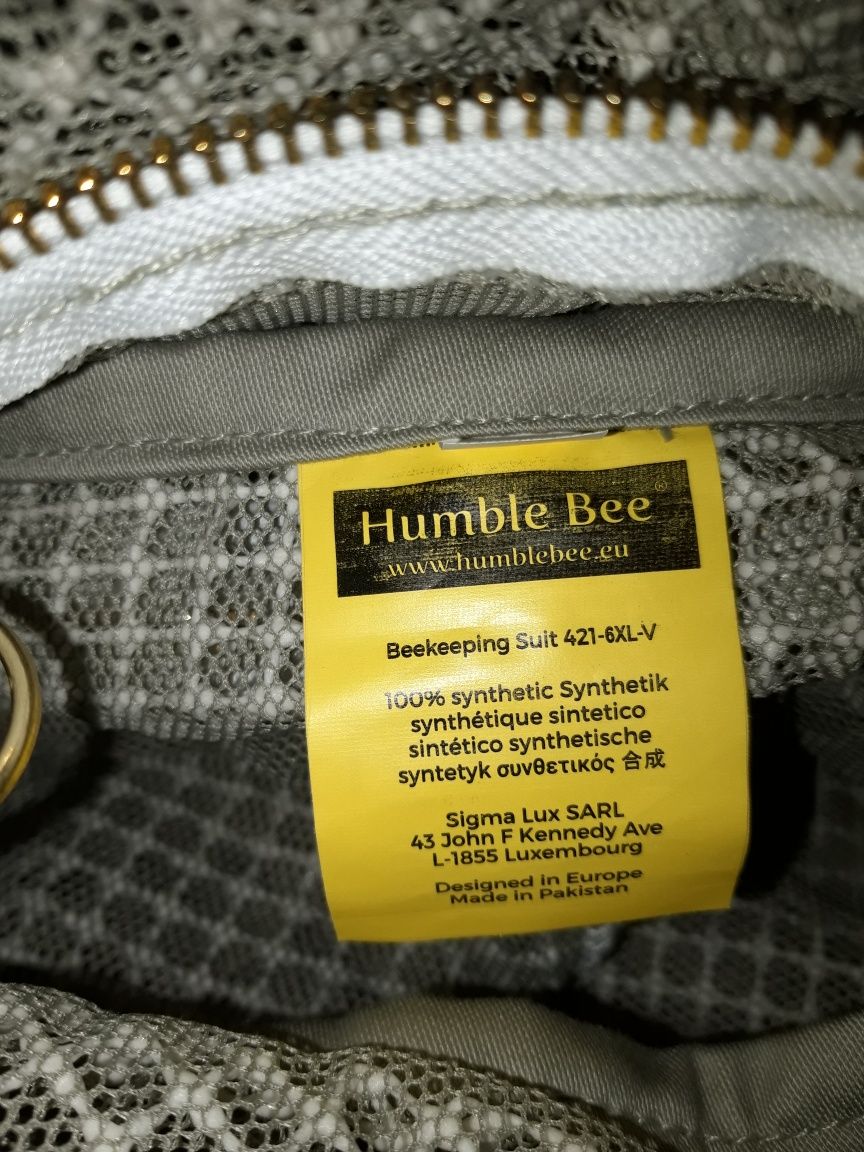 Humble Bee®
www.humblebee.eu
Beekeeping Suit 421-6XL-V
100% synthetic Synthetik
synthétique sintetico
sintético synthetische
syntetyk συνθετικός 合成
Sigma Lux SARL
43 John F Kennedy Ave
L-1855 Luxembourg
Designed in Europe
Made in Pakistan